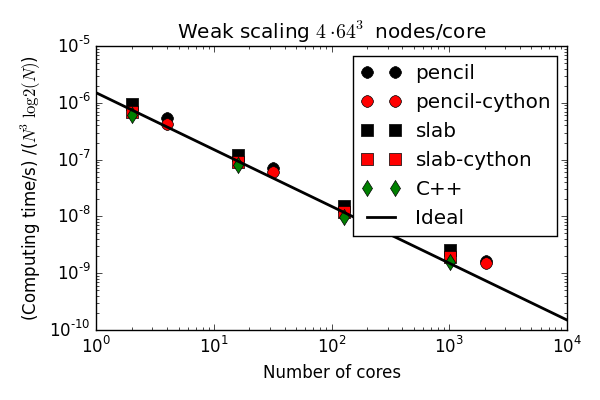 Weak scaling 4·64³ nodes/core
(Computing time/s) /(N³ log2(N))
10⁻⁵
10⁻⁶
10⁻⁷
10⁻⁸
10⁻⁹
10⁻¹⁰
pencil
pencil-cython
slab
slab-cython
C++
Ideal
10⁰ 10¹ 10² 10³ 10⁴
Number of cores